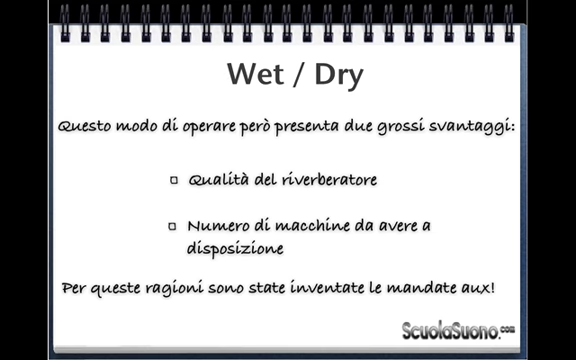 Wet / Dry
Questo modo di operare però presenta due grossi svantaggi:
Qualità del riverberatore
Numero di macchine da avere a
disposizione
Per queste ragioni sono state inventate le mandate aux!
ScuolaSuono.com